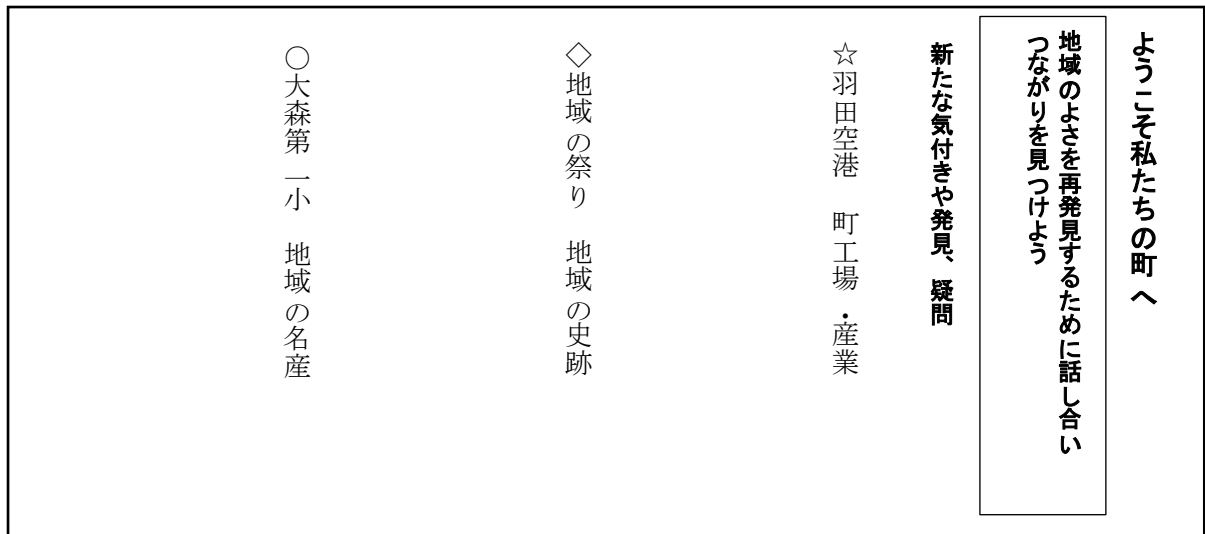 ようこそ私たちの町へ
地域のよさを再発見するために話し合い
つながりを見つけよう
新たな気付きや発見、疑問
☆羽田空港　町工場・産業
◇地域の祭り　地域の史跡
○大森第一小　地域の名産